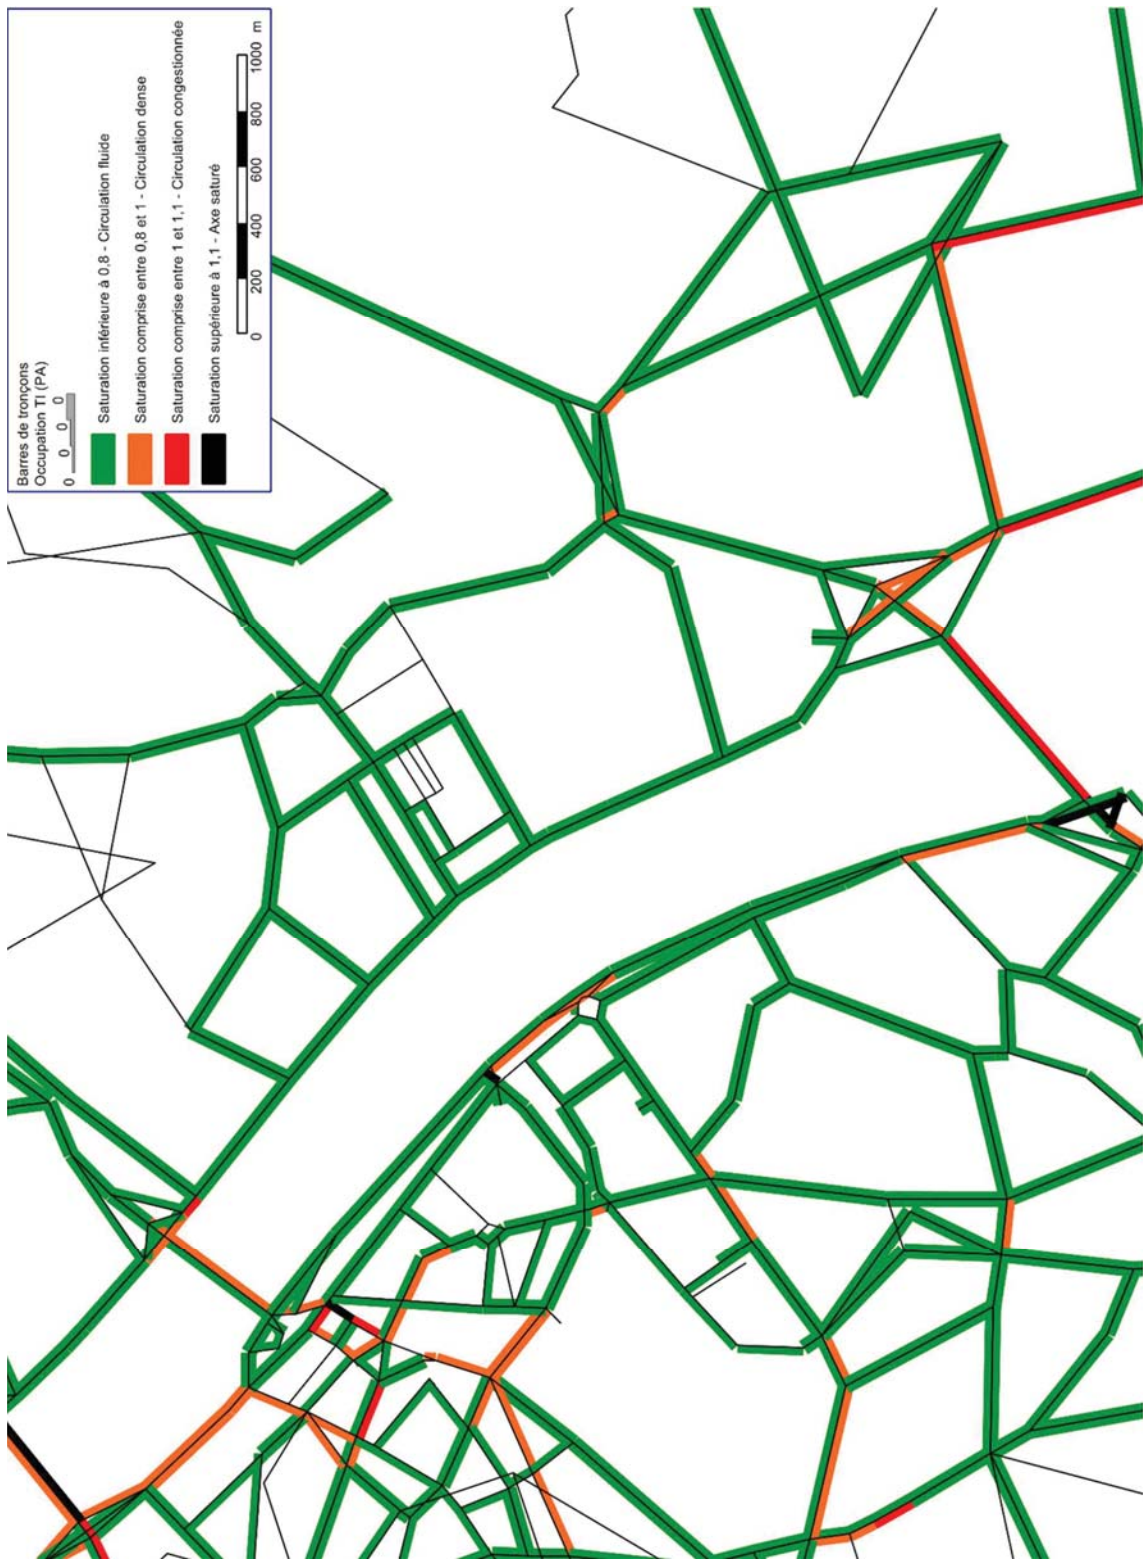 Barres de tronçons
Occupation TI (PA)
0 0 0 0
Saturation inférieure à 0,8 - Circulation fluide
Saturation comprise entre 0,8 et 1 - Circulation dense
Saturation comprise entre 1 et 1,1 - Circulation congestionnée
Saturation supérieure à 1,1 - Axe saturé
0 200 400 600 800 1000 m